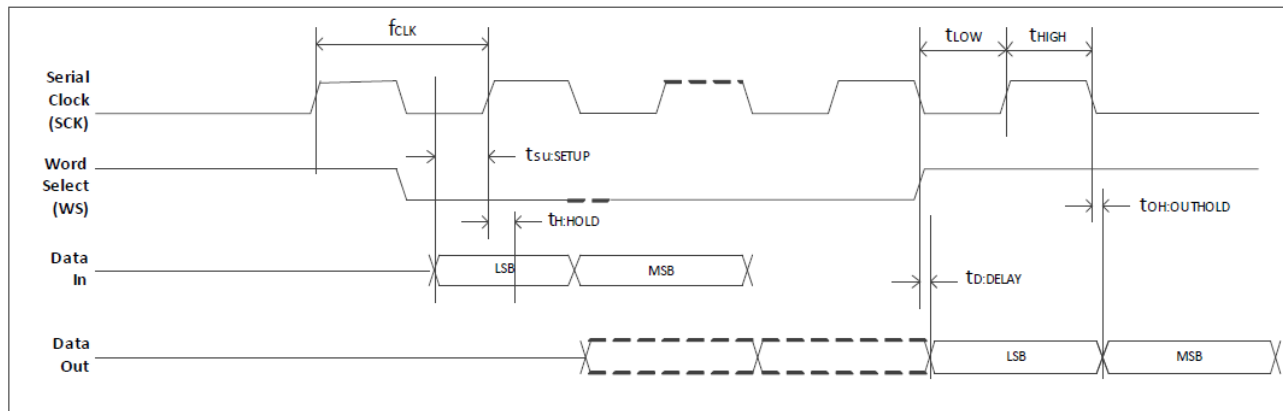 fCLK
tLOW
tHIGH
Serial
Clock
(SCK)
tSU:SETUP
Word
Select
(WS)
tH:HOLD
tOH:OUTHOLD
Data
In
LSB
MSB
tD:DELAY
Data
Out
LSB
MSB